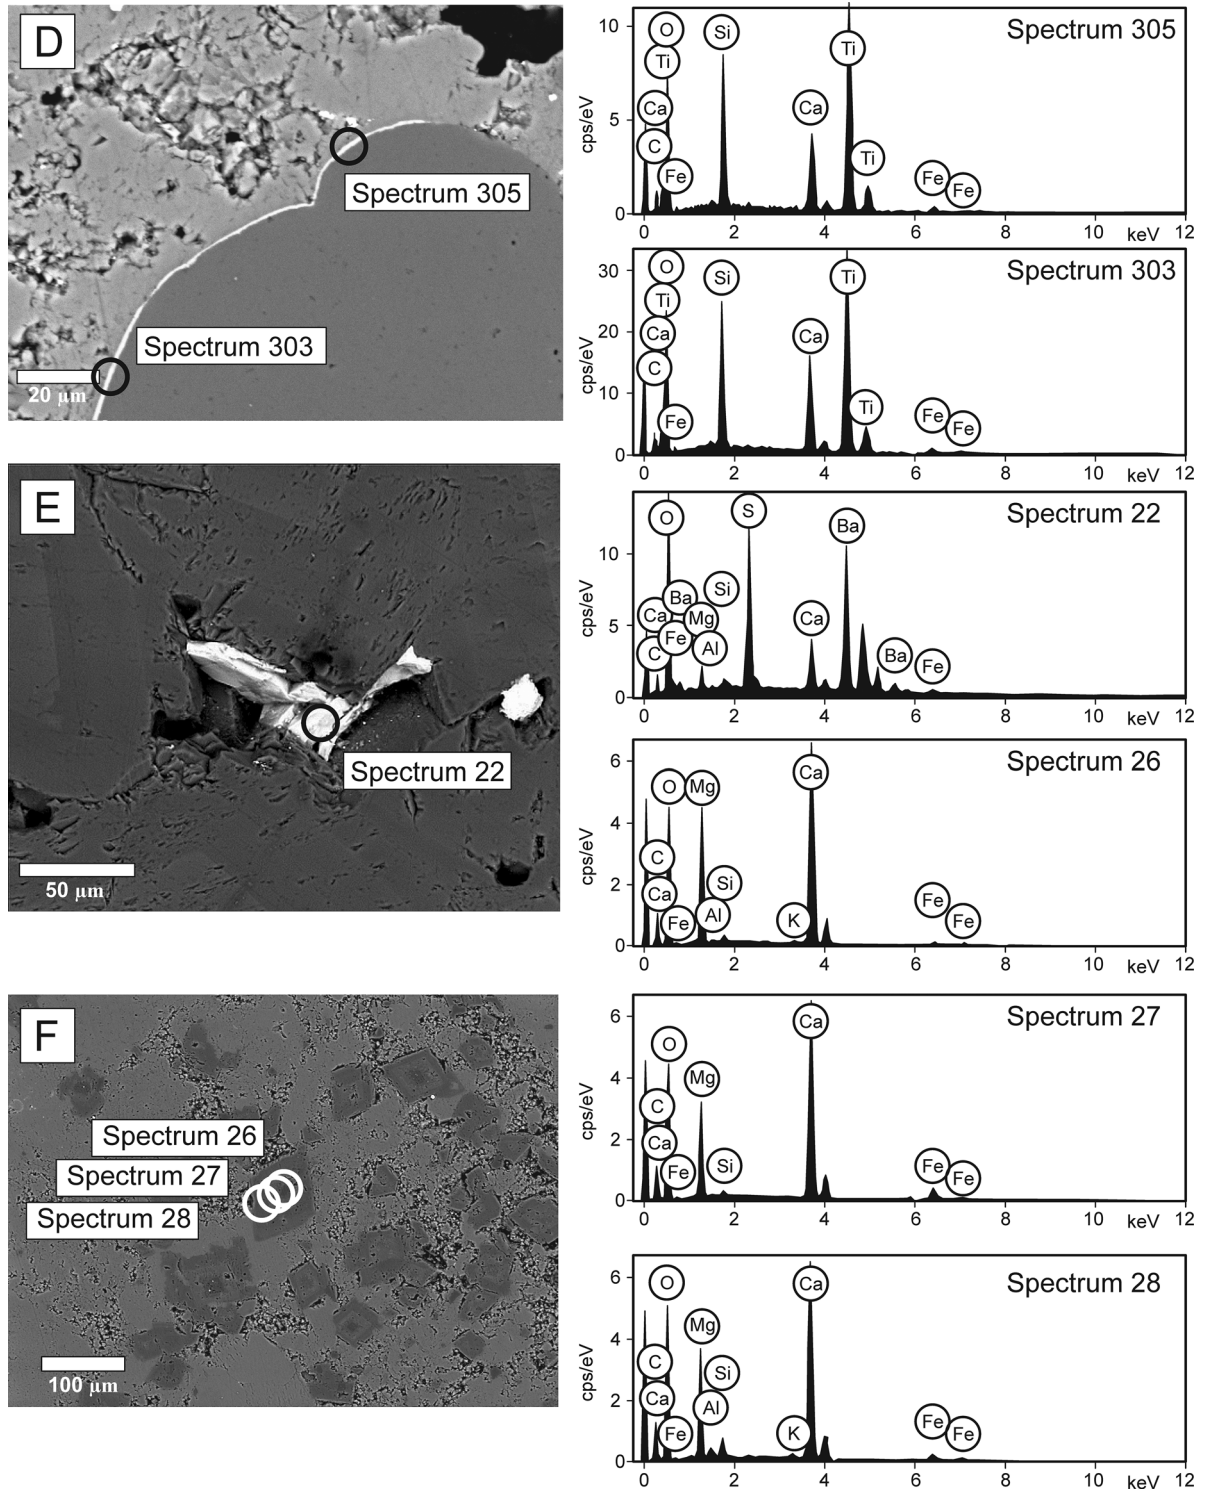 D
Spectrum 305
Spectrum 303
20 µm
Spectrum 305
cps/eV
10
5
0
O
Ti
Ca
C
Fe
Si
Ca
Ti
Ti
Fe
Fe
0 2 4 6 8 10 keV 12
Spectrum 303
cps/eV
30
20
10
0
O
Ti
Ca
C
Fe
Si
Ca
Ti
Ti
Fe
Fe
0 2 4 6 8 10 keV 12
E
Spectrum 22
50 µm
Spectrum 22
cps/eV
10
5
0
O
Ba
Ca
C
Fe
Mg
Al
Si
S
Ca
Ba
Ba
Fe
0 2 4 6 8 10 keV 12
Spectrum 26
cps/eV
6
4
2
0
O
Mg
C
Ca
Fe
Al
Si
K
Ca
Fe
Fe
0 2 4 6 8 10 keV 12
F
Spectrum 26
Spectrum 27
Spectrum 28
100 µm
Spectrum 27
cps/eV
6
4
2
0
O
Mg
C
Ca
Fe
Si
Ca
Fe
Fe
0 2 4 6 8 10 keV 12
Spectrum 28
cps/eV
6
4
2
0
O
Mg
C
Ca
Fe
Al
Si
K
Ca
Fe
Fe
0 2 4 6 8 10 keV 12